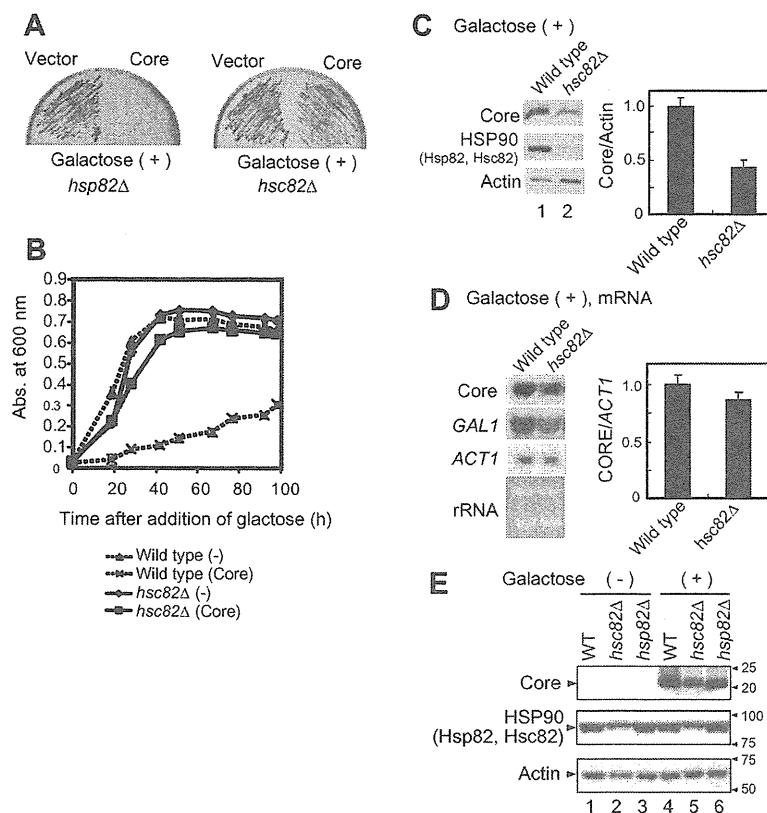 A
Vector Core
Galactose (+)
hsp82Δ
Vector Core
Galactose (+)
hsc82Δ
B
Abs. at 600 nm
0.9
0.8
0.7
0.6
0.5
0.4
0.3
0.2
0.1
0
0 20 40 60 80 100
Time after addition of glactose (h)
Wild type (-)
Wild type (Core)
hsc82Δ (-)
hsc82Δ (Core)
C Galactose (+)
Wild type hsc82Δ
Core
HSP90
(Hsp82, Hsc82)
Actin
1 2
Core/Actin
1.0
0.5
0
Wild type hsc82Δ
D Galactose (+), mRNA
Wild type hsc82Δ
Core
GAL1
ACT1
rRNA
CORE/ACT1
1.0
0.5
0
Wild type hsc82Δ
E Galactose (-) (+)
WT hsc82Δ hsp82Δ WT hsc82Δ hsp82Δ
Core
25
20
HSP90
(Hsp82, Hsc82)
100
75
Actin
75
50
1 2 3 4 5 6